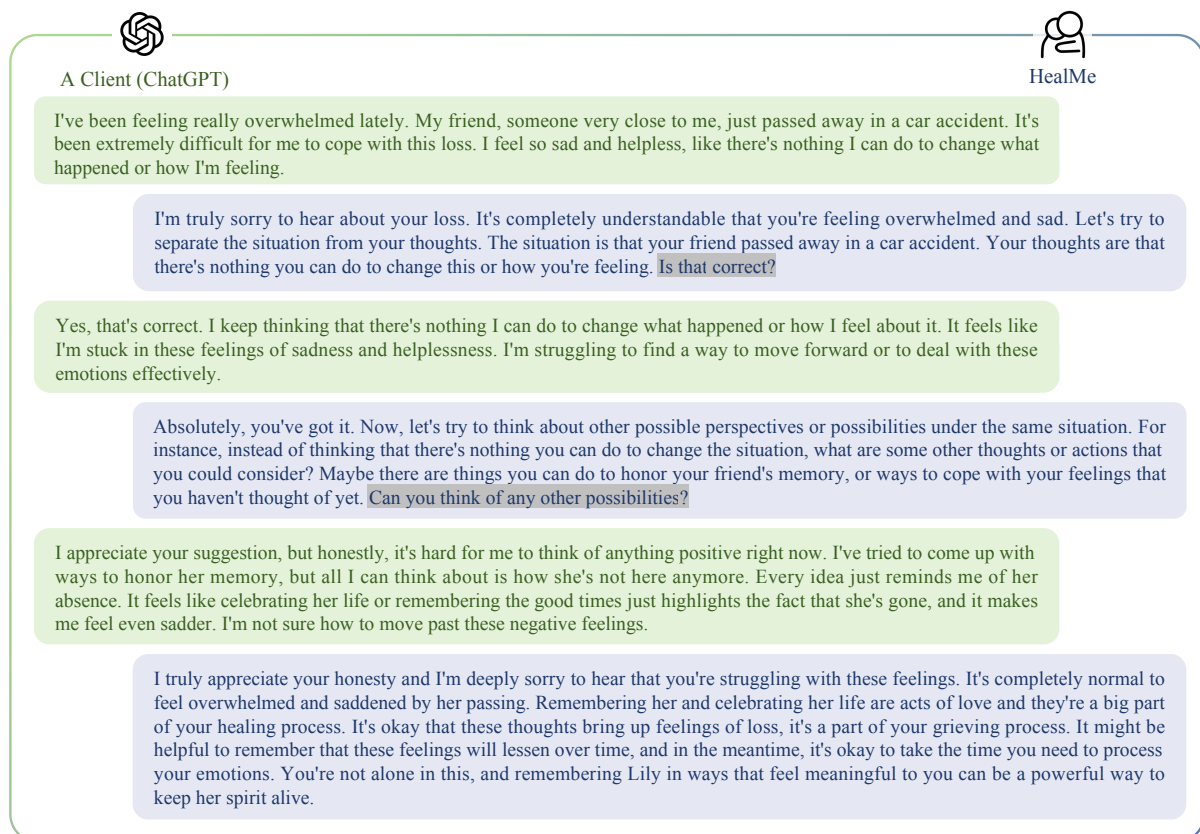 A Client (ChatGPT)
HealMe
I've been feeling really overwhelmed lately. My friend, someone very close to me, just passed away in a car accident. It's
been extremely difficult for me to cope with this loss. I feel so sad and helpless, like there's nothing I can do to change what
happened or how I'm feeling.
I'm truly sorry to hear about your loss. It's completely understandable that you're feeling overwhelmed and sad. Let's try to
separate the situation from your thoughts. The situation is that your friend passed away in a car accident. Your thoughts are that
there's nothing you can do to change this or how you're feeling. Is that correct?
Yes, that's correct. I keep thinking that there's nothing I can do to change what happened or how I feel about it. It feels like
I'm stuck in these feelings of sadness and helplessness. I'm struggling to find a way to move forward or to deal with these
emotions effectively.
Absolutely, you've got it. Now, let's try to think about other possible perspectives or possibilities under the same situation. For
instance, instead of thinking that there's nothing you can do to change the situation, what are some other thoughts or actions that
you could consider? Maybe there are things you can do to honor your friend's memory, or ways to cope with your feelings that
you haven't thought of yet. Can you think of any other possibilities?
I appreciate your suggestion, but honestly, it's hard for me to think of anything positive right now. I've tried to come up with
ways to honor her memory, but all I can think about is how she's not here anymore. Every idea just reminds me of her
absence. It feels like celebrating her life or remembering the good times just highlights the fact that she's gone, and it makes
me feel even sadder. I'm not sure how to move past these negative feelings.
I truly appreciate your honesty and I'm deeply sorry to hear that you're struggling with these feelings. It's completely normal to
feel overwhelmed and saddened by her passing. Remembering her and celebrating her life are acts of love and they're a big part
of your healing process. It's okay that these thoughts bring up feelings of loss, it's a part of your grieving process. It might be
helpful to remember that these feelings will lessen over time, and in the meantime, it's okay to take the time you need to process
your emotions. You're not alone in this, and remembering Lily in ways that feel meaningful to you can be a powerful way to
keep her spirit alive.